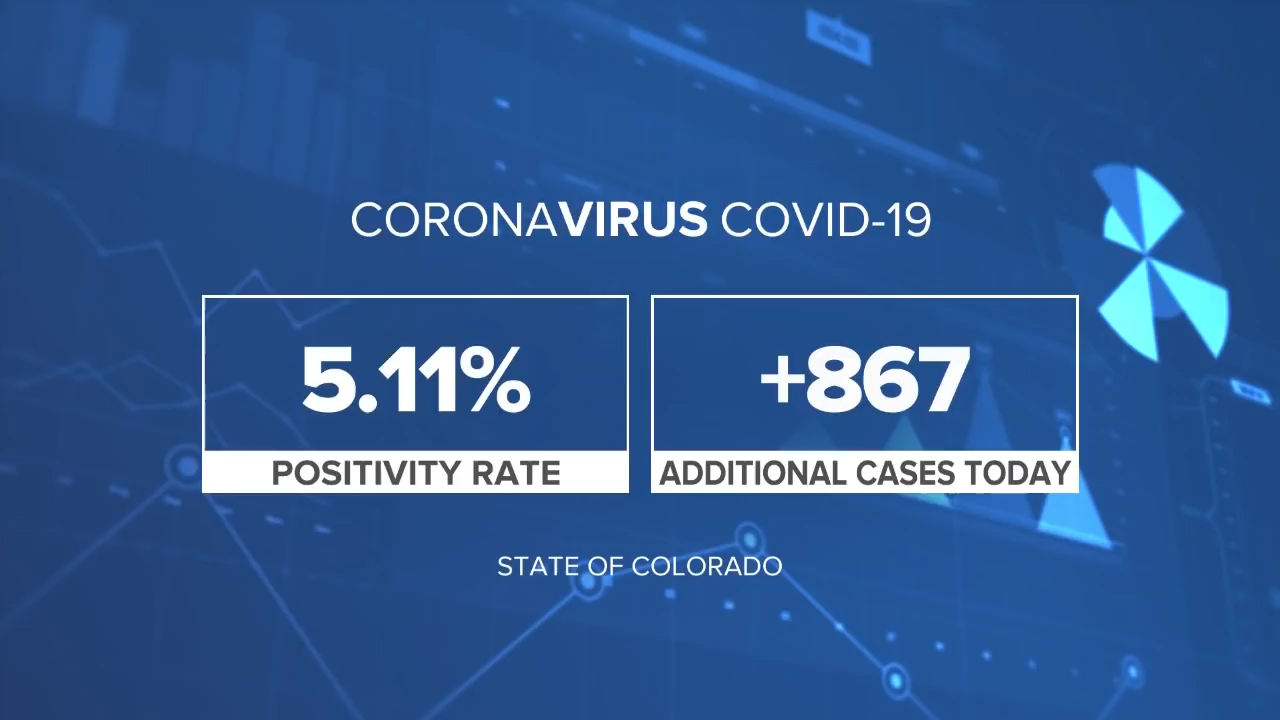 CORONAVIRUS COVID-19
5.11%
POSITIVITY RATE
+867
ADDITIONAL CASES TODAY
STATE OF COLORADO